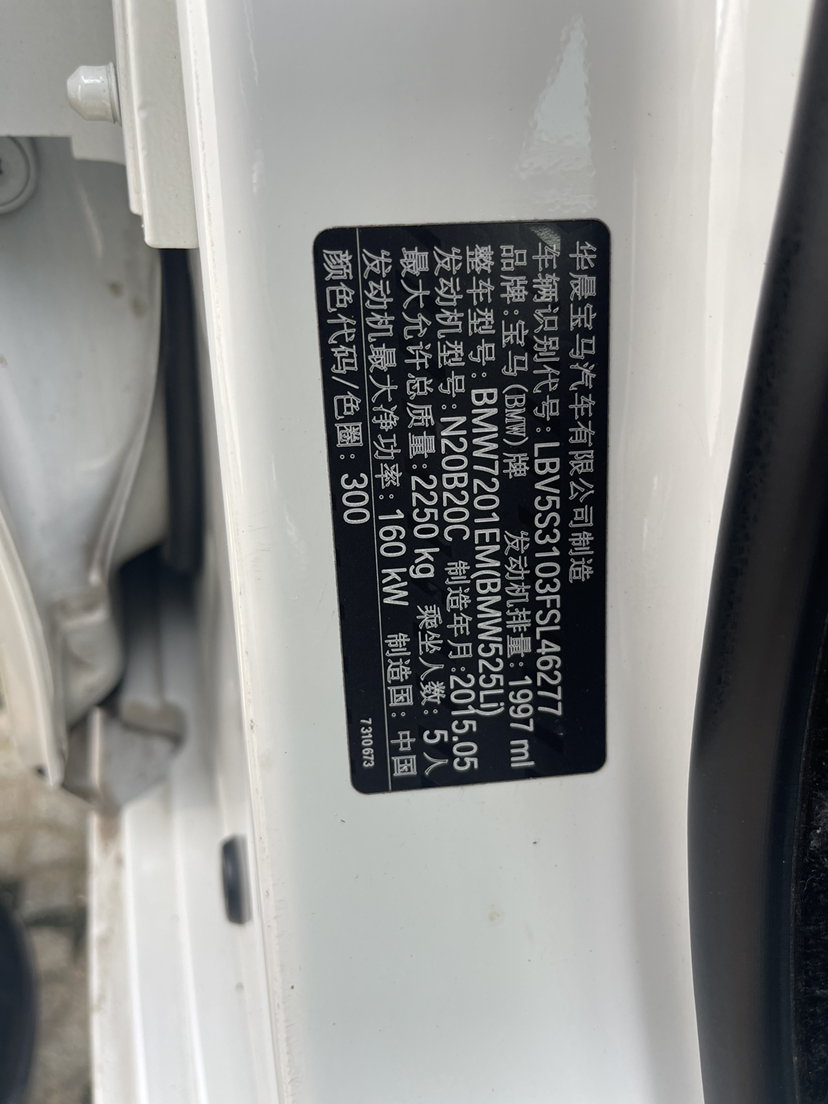 华晨宝马汽车有限公司制造
车辆识别代号: LBV5S3103FSL46277
品牌: 宝马(BMW)牌 发动机排量: 1997 ml
整车型号: BMW7201EM(BMW525Li)
发动机型号: N20B20C 制造年月: 2015.05
最大允许总质量: 2250 kg 乘坐人数: 5 人
发动机最大净功率: 160 kW 制造国: 中国
颜色代码/色圈: 300
7310673